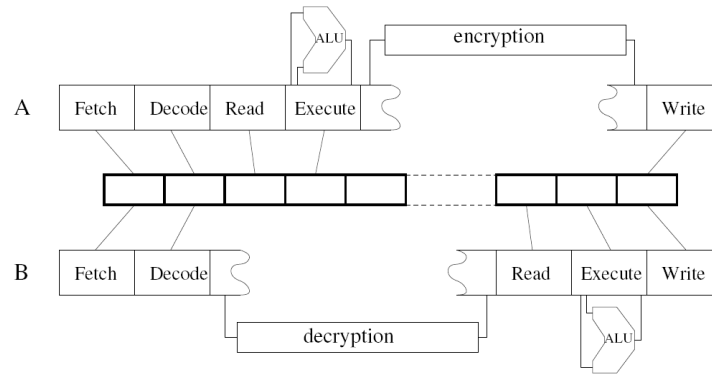 ALU
encryption
A
Fetch
Decode
Read
Execute
Write
B
Fetch
Decode
Read
Execute
Write
decryption
ALU